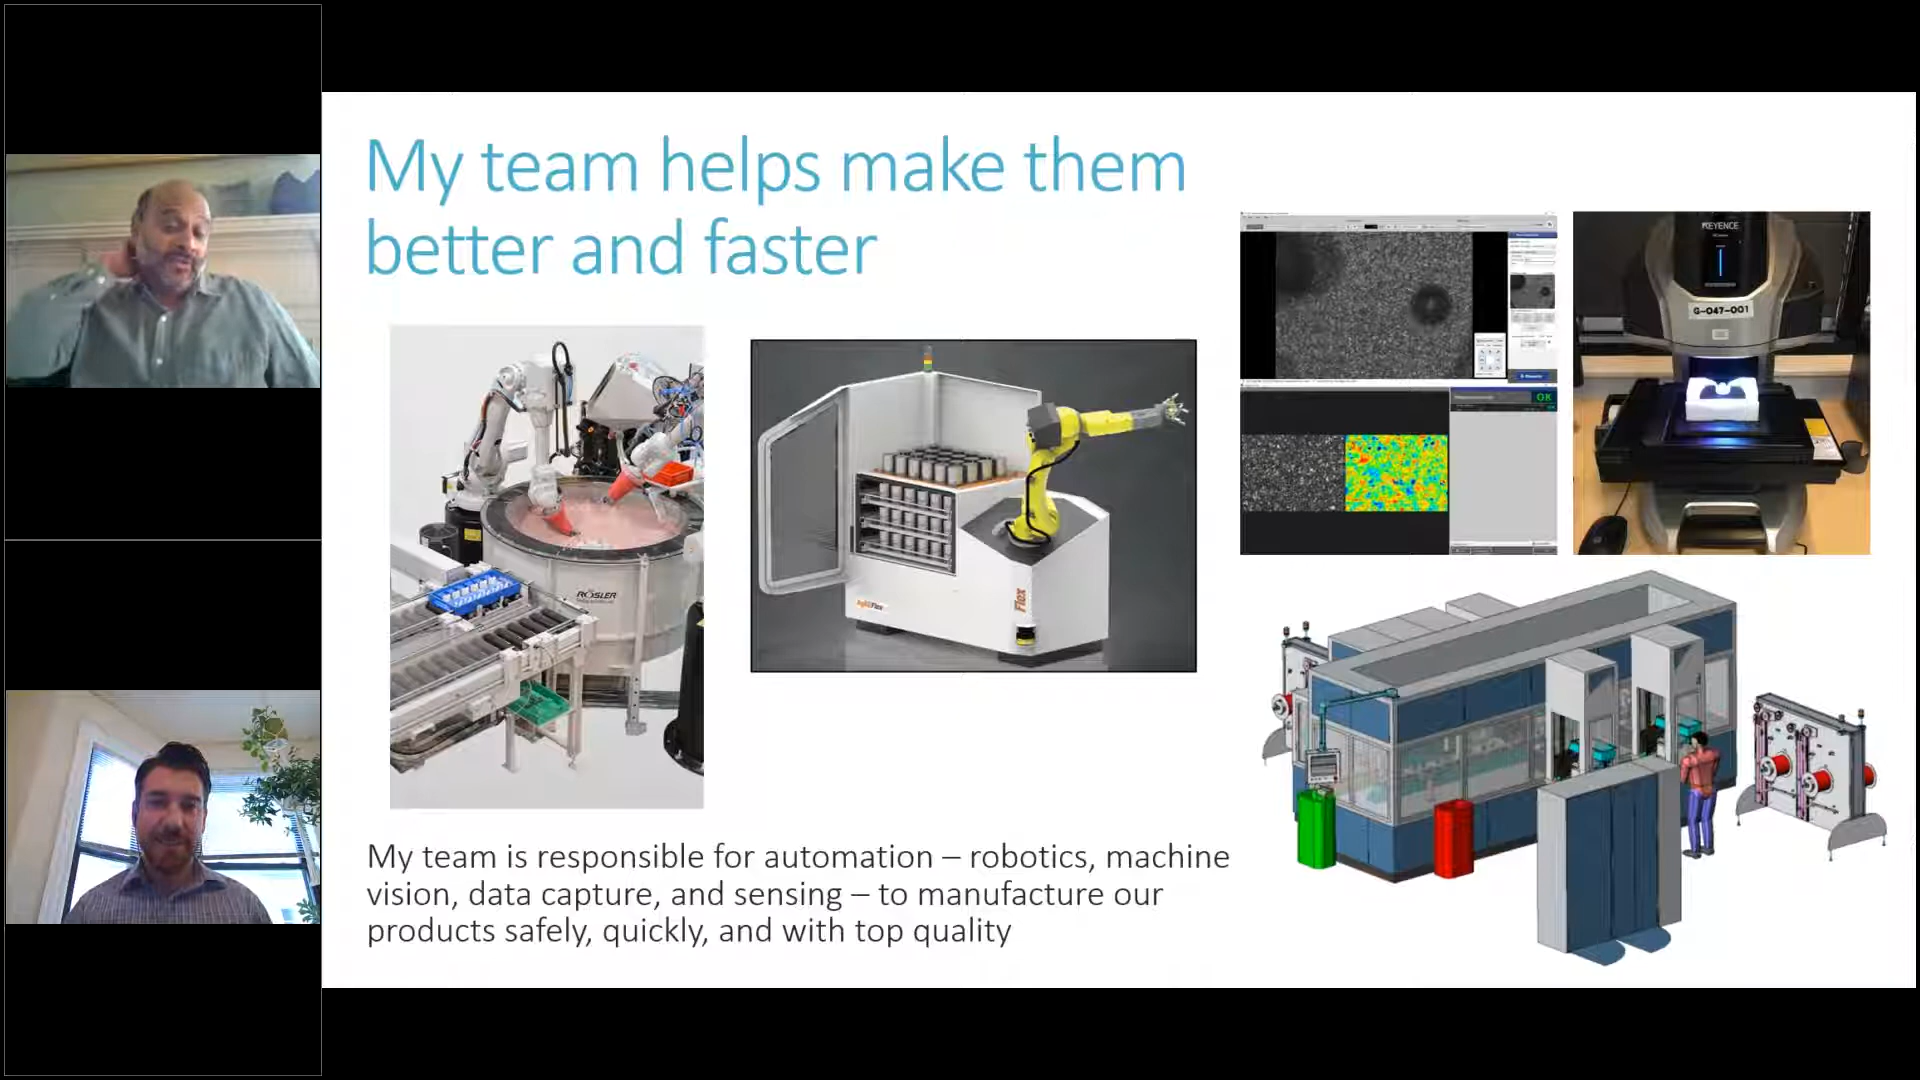 My team helps make them
better and faster
KEYENCE
G-047-001
OK
RÖSLER
Flex
My team is responsible for automation – robotics, machine
vision, data capture, and sensing – to manufacture our
products safely, quickly, and with top quality